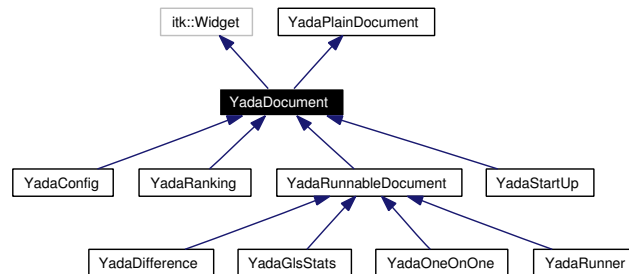 itk::Widget
YadaPlainDocument
YadaDocument
YadaConfig
YadaRanking
YadaRunnableDocument
YadaStartUp
YadaDifference
YadaGlsStats
YadaOneOnOne
YadaRunner